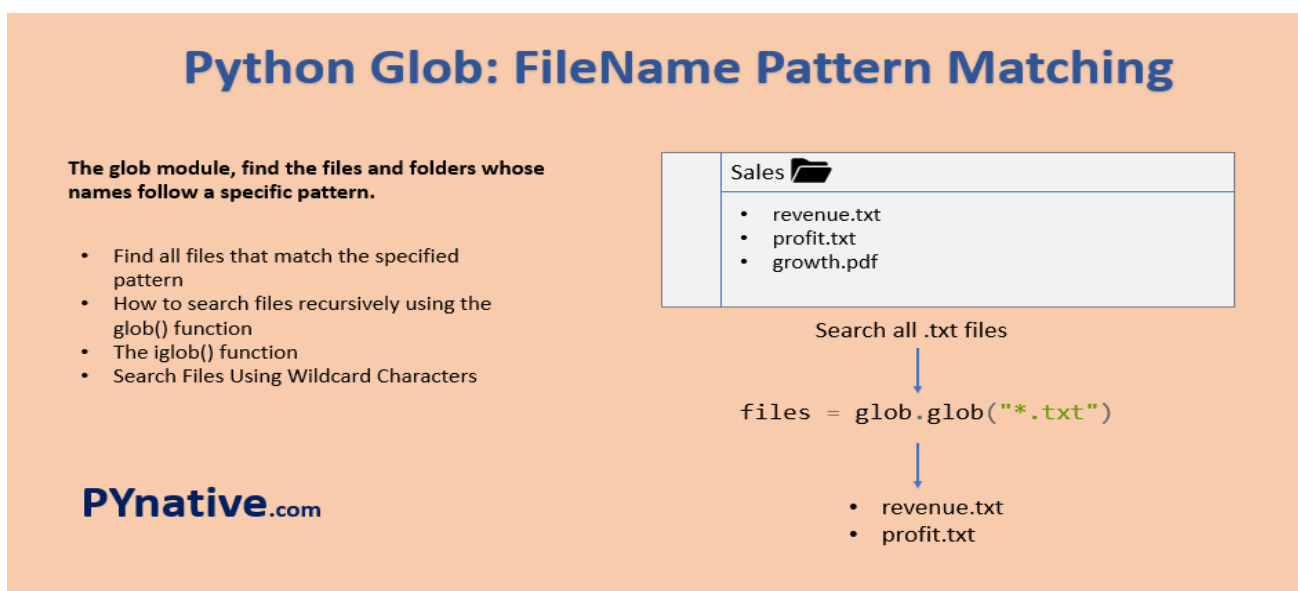 Python Glob: FileName Pattern Matching
The glob module, find the files and folders whose
names follow a specific pattern.
• Find all files that match the specified
pattern
• How to search files recursively using the
glob() function
• The iglob() function
• Search Files Using Wildcard Characters
PYnative.com
Sales
• revenue.txt
• profit.txt
• growth.pdf
Search all .txt files
files = glob.glob("*.txt")
• revenue.txt
• profit.txt